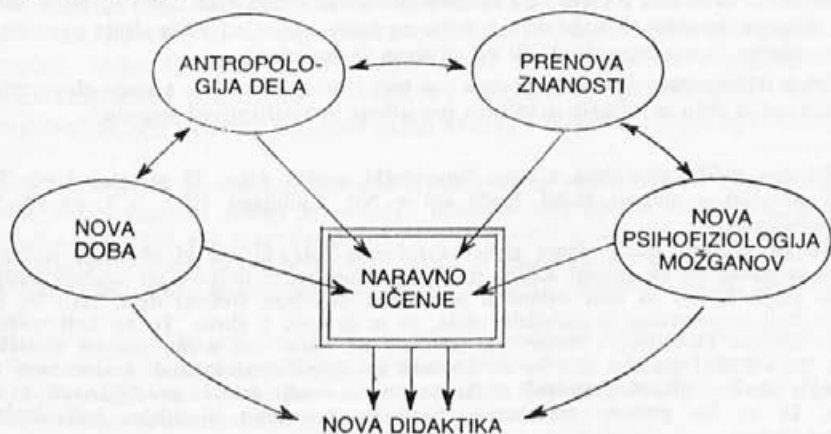 ANTROPOLO-
GIJA DELA
PRENOVA
ZNANOSTI
NOVA
DOBA
NARAVNO
UČENJE
NOVA
PSIHOFIZIOLOGIJA
MOŽGANOV
NOVA DIDAKTIKA